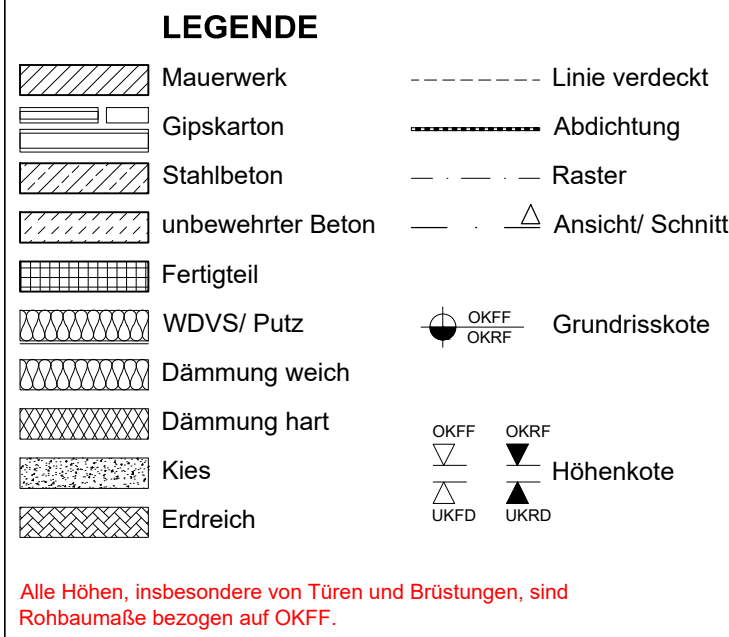 LEGENDE
Mauerwerk
Gipskarton
Stahlbeton
unbewehrter Beton
Fertigteil
WDVS/ Putz
Dämmung weich
Dämmung hart
Kies
Erdreich
Linie verdeckt
Abdichtung
Raster
Ansicht/ Schnitt
OKFF
OKRF
Grundrisskote
OKFF OKRF
Höhenkote
UKFD UKRD
Alle Höhen, insbesondere von Türen und Brüstungen, sind
Rohbaumaße bezogen auf OKFF.